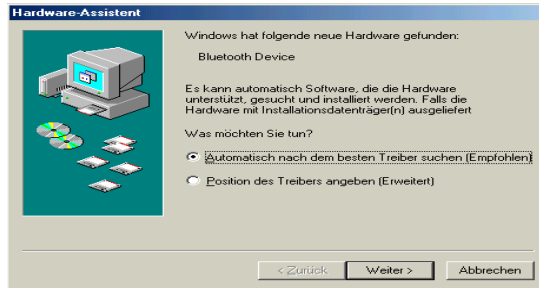 Hardware-Assistent
Windows hat folgende neue Hardware gefunden:
Bluetooth Device
Es kann automatisch Software, die die Hardware
unterstützt, gesucht und installiert werden. Falls die
Hardware mit Installationsdatenträger(n) ausgeliefert
Was möchten Sie tun?
Automatisch nach dem besten Treiber suchen (Empfohlen)
Position des Treibers angeben (Erweitert)
< Zurück Weiter > Abbrechen